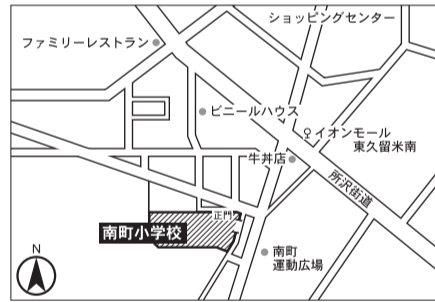 ショッピングセンター
ファミリーレストラン
ビニールハウス
イオンモール
東久留米南
牛丼店
所沢街道
正門
南町小学校
南町
運動広場
N